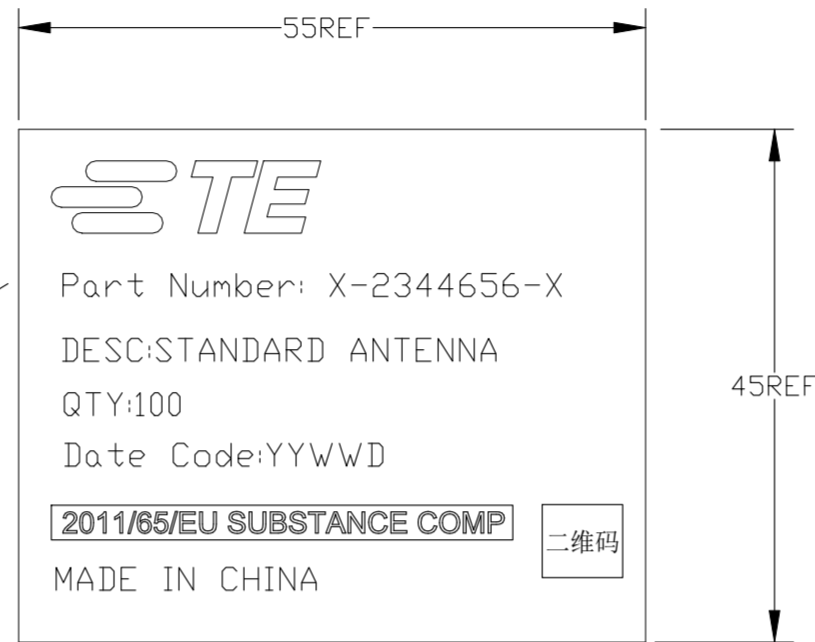 55REF
TE
Part Number: X-2344656-X
DESC:STANDARD ANTENNA
45REF
QTY:100
Date Code:YYWWD
2011/65/EU SUBSTANCE COMP
二维码
MADE IN CHINA